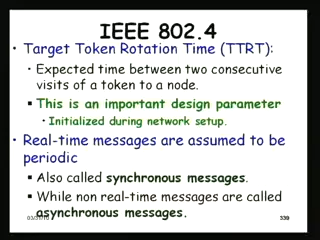 IEEE 802.4
• Target Token Rotation Time (TTRT):
• Expected time between two consecutive
visits of a token to a node.
▪ This is an important design parameter
• Initialized during network setup.
• Real-time messages are assumed to be
periodic
▪ Also called synchronous messages.
▪ While non real-time messages are called
asynchronous messages.